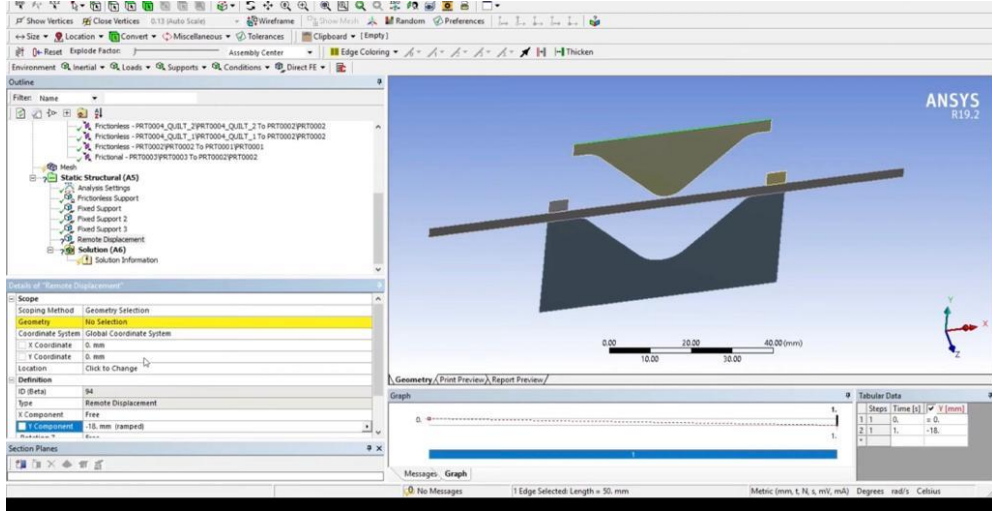 Show Vertices Close Vertices 0.13 (Auto Scale) Wireframe Show Mesh Random Preferences
Size Location Convert Miscellaneous Tolerances Clipboard [Empty]
Reset Explode Factor: Assembly Center Edge Coloring Thicken
Environment Inertial Loads Supports Conditions Direct FE
Outline
Filter: Name
Frictionless - PRT0004_QUILT_2\PRT0004_QUILT_2 To PRT0002\PRT0002
Frictionless - PRT0004_QUILT_1\PRT0004_QUILT_1 To PRT0002\PRT0002
Frictionless - PRT0002\PRT0002 To PRT0001\PRT0001
Frictional - PRT0003\PRT0003 To PRT0002\PRT0002
Mesh
Static Structural (A5)
Analysis Settings
Frictionless Support
Fixed Support
Fixed Support 2
Fixed Support 3
Remote Displacement
Solution (A6)
Solution Information
Details of "Remote Displacement"
Scope
Scoping Method Geometry Selection
Geometry No Selection
Coordinate System Global Coordinate System
X Coordinate 0. mm
Y Coordinate 0. mm
Location Click to Change
Definition
ID (Beta) 94
Type Remote Displacement
X Component Free
Y Component -18. mm (ramped)
Rotation Z Free
Section Planes
ANSYS
R19.2
Y
X
Z
0.00 20.00 40.00 (mm)
10.00 30.00
Geometry Print Preview Report Preview
Graph
0.
1.
1.
1
Messages Graph
Tabular Data
Steps Time [s] Y [mm]
1 1 0. = 0.
2 1 1. -18.
*
No Messages 1 Edge Selected: Length = 50. mm Metric (mm, t, N, s, mV, mA) Degrees rad/s Celsius